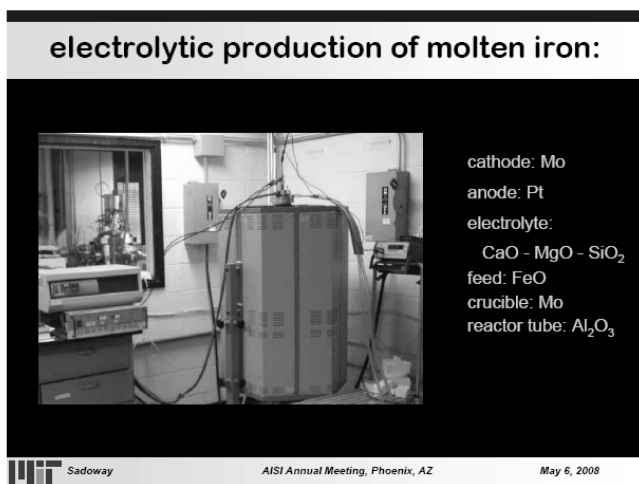 electrolytic production of molten iron:
cathode: Mo
anode: Pt
electrolyte:
CaO - MgO - SiO₂
feed: FeO
crucible: Mo
reactor tube: Al₂O₃
MIT Sadoway AISI Annual Meeting, Phoenix, AZ May 6, 2008